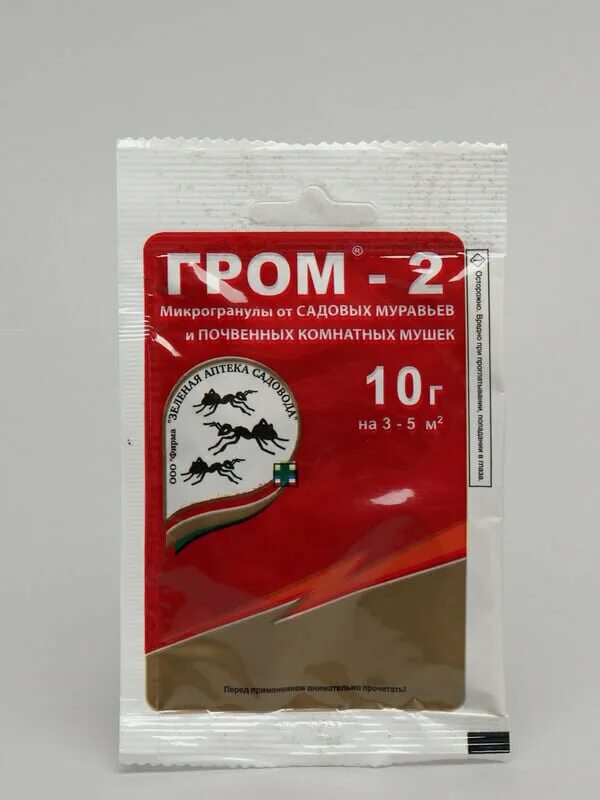 ГРОМ® - 2
Микрогранулы от САДОВЫХ МУРАВЬЕВ
и ПОЧВЕННЫХ КОМНАТНЫХ МУШЕК
10г
на 3 - 5 м²
ООО "Фирма "ЗЕЛЕНАЯ АПТЕКА САДОВОДА"
Осторожно. Вредно при проглатывании, попадании в глаза.
Перед применением внимательно прочитать!